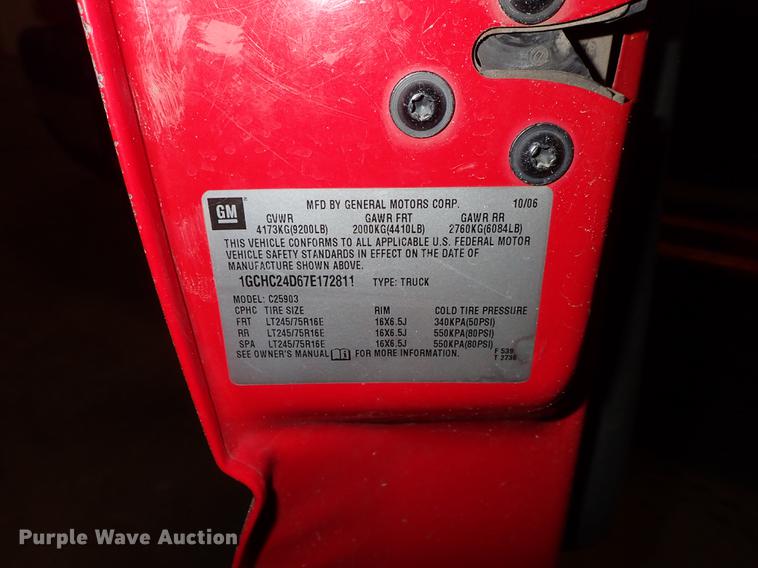 GM
MFD BY GENERAL MOTORS CORP. 10/06
GVWR GAWR FRT GAWR RR
4173KG(9200LB) 2000KG(4410LB) 2760KG(6084LB)
THIS VEHICLE CONFORMS TO ALL APPLICABLE U.S. FEDERAL MOTOR
VEHICLE SAFETY STANDARDS IN EFFECT ON THE DATE OF
MANUFACTURE SHOWN ABOVE.
1GCHC24D67E172811 TYPE: TRUCK
MODEL: C25903
CPHC TIRE SIZE RIM COLD TIRE PRESSURE
FRT LT245/75R16E 16X6.5J 340KPA(50PSI)
RR LT245/75R16E 16X6.5J 550KPA(80PSI)
SPA LT245/75R16E 16X6.5J 550KPA(80PSI)
SEE OWNER'S MANUAL FOR MORE INFORMATION.
F 539
T 2736
Purple Wave Auction